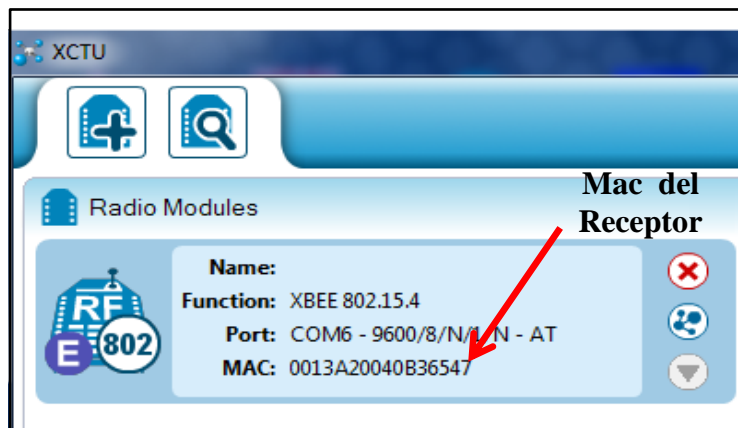 XCTU
Mac del
Receptor
Radio Modules
Name:
Function: XBEE 802.15.4
Port: COM6 - 9600/8/N/1/N - AT
MAC: 0013A20040B36547
RF
E 802